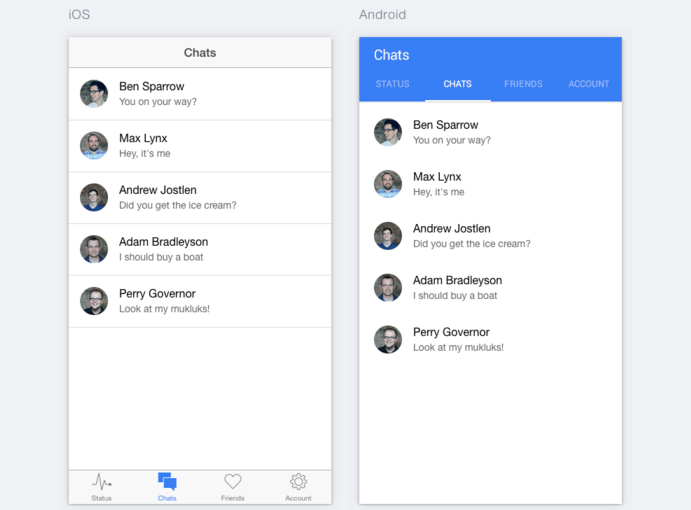 iOS
Chats
Ben Sparrow
You on your way?
Max Lynx
Hey, it's me
Andrew Jostlen
Did you get the ice cream?
Adam Bradleyson
I should buy a boat
Perry Governor
Look at my mukluks!
Status Chats Friends Account
Android
Chats
STATUS CHATS FRIENDS ACCOUNT
Ben Sparrow
You on your way?
Max Lynx
Hey, it's me
Andrew Jostlen
Did you get the ice cream?
Adam Bradleyson
I should buy a boat
Perry Governor
Look at my mukluks!